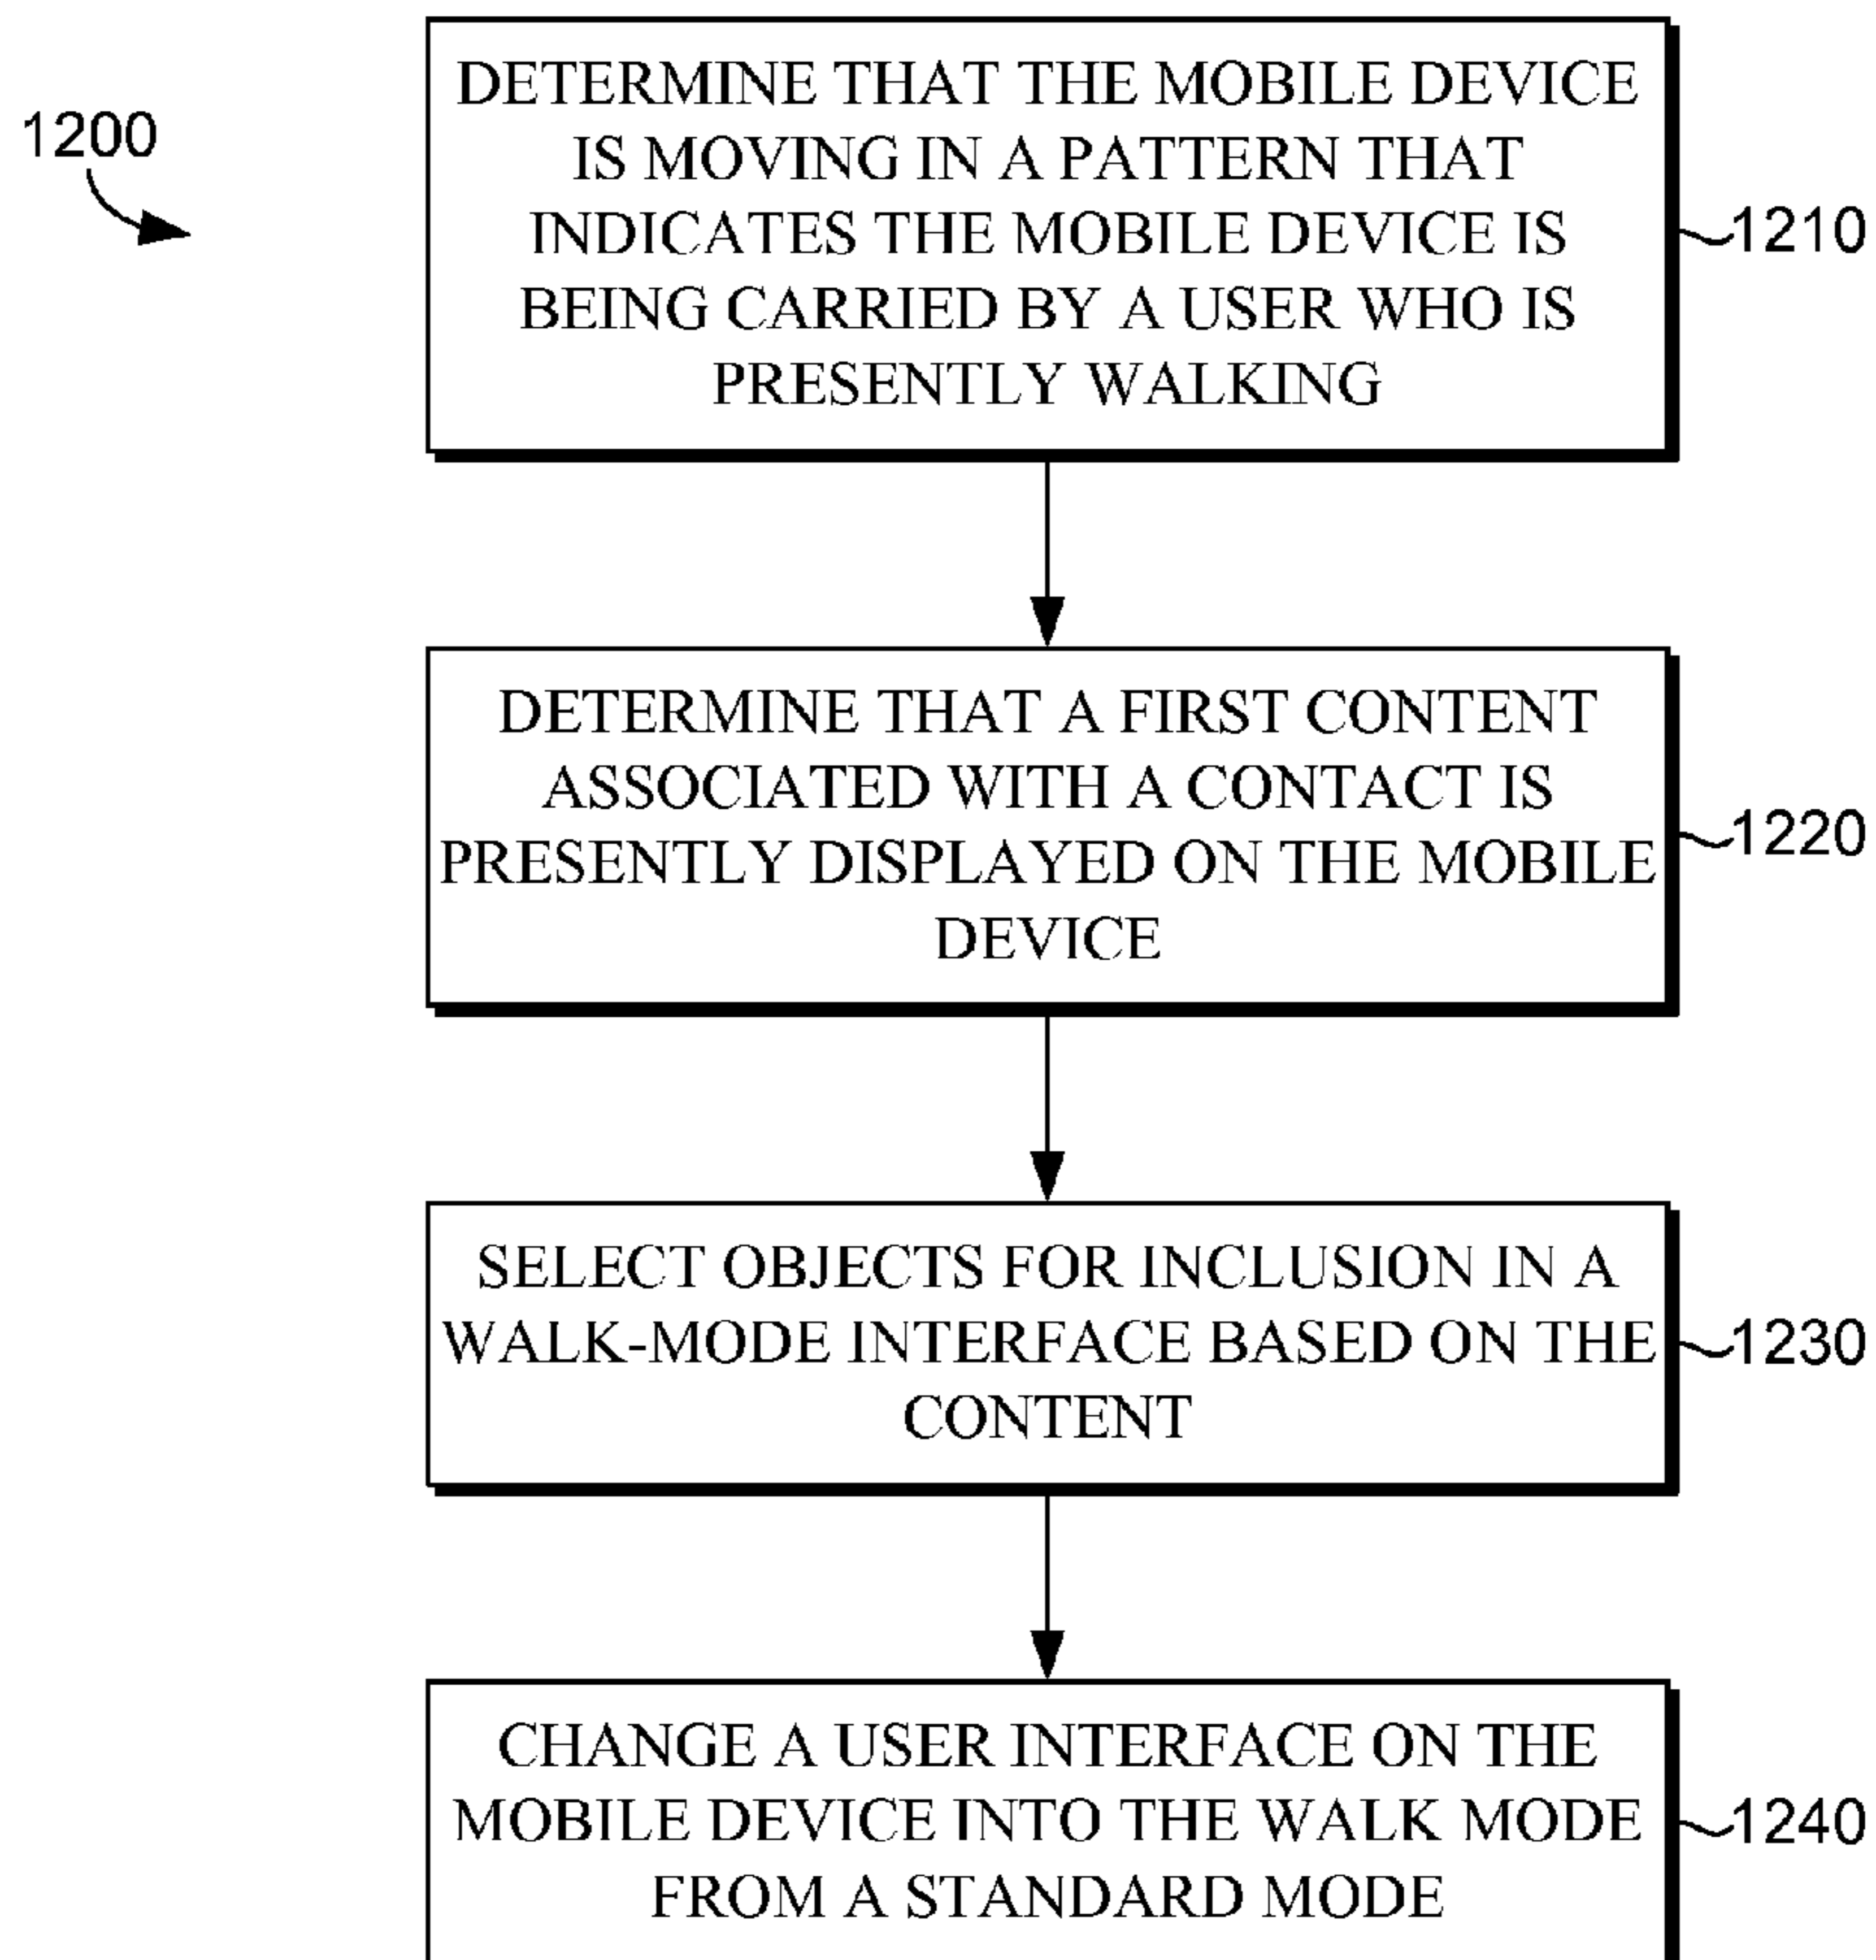 1200
DETERMINE THAT THE MOBILE DEVICE
IS MOVING IN A PATTERN THAT
INDICATES THE MOBILE DEVICE IS
BEING CARRIED BY A USER WHO IS
PRESENTLY WALKING
1210
DETERMINE THAT A FIRST CONTENT
ASSOCIATED WITH A CONTACT IS
PRESENTLY DISPLAYED ON THE MOBILE
DEVICE
1220
SELECT OBJECTS FOR INCLUSION IN A
WALK-MODE INTERFACE BASED ON THE
CONTENT
1230
CHANGE A USER INTERFACE ON THE
MOBILE DEVICE INTO THE WALK MODE
FROM A STANDARD MODE
1240